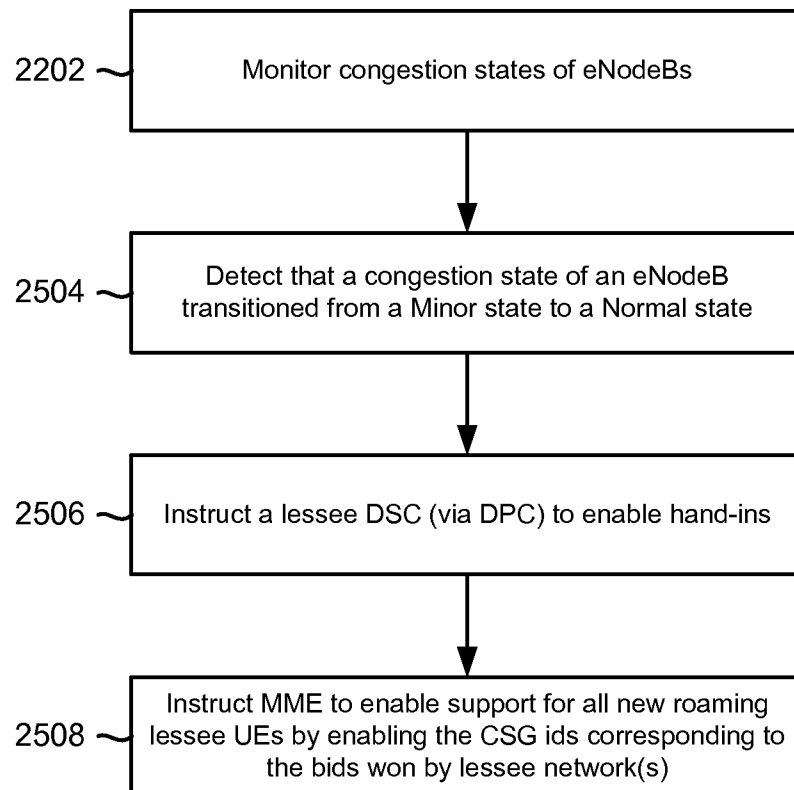 2202
Monitor congestion states of eNodeBs
2504
Detect that a congestion state of an eNodeB
transitioned from a Minor state to a Normal state
2506
Instruct a lessee DSC (via DPC) to enable hand-ins
2508
Instruct MME to enable support for all new roaming
lessee UEs by enabling the CSG ids corresponding to
the bids won by lessee network(s)